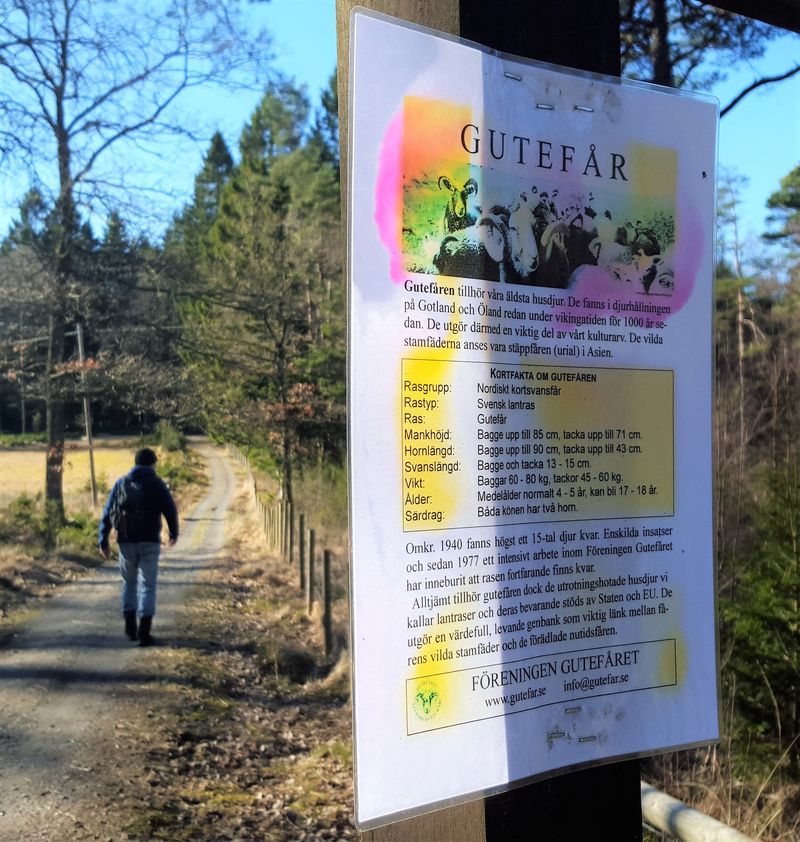 GUTEFÅR
Gutefåren tillhör våra äldsta husdjur. De fanns i djurhållningen
på Gotland och Öland redan under vikingatiden för 1000 år se-
dan. De utgör därmed en viktig del av vårt kulturarv. De vilda
stamfäderna anses vara stäppfåren (urial) i Asien.
KORTFAKTA OM GUTEFÅREN
Rasgrupp: Nordiskt kortsvansfår
Rastyp: Svensk lantras
Ras: Gutefår
Mankhöjd: Bagge upp till 85 cm, tacka upp till 71 cm.
Hornlängd: Bagge upp till 90 cm, tacka upp till 43 cm.
Svanslängd: Bagge och tacka 13 - 15 cm.
Vikt: Baggar 60 - 80 kg, tackor 45 - 60 kg.
Ålder: Medelålder normalt 4 - 5 år, kan bli 17 - 18 år.
Särdrag: Båda könen har två horn.
Omkr. 1940 fanns högst ett 15-tal djur kvar. Enskilda insatser
och sedan 1977 ett intensivt arbete inom Föreningen Gutefåret
har inneburit att rasen fortfarande finns kvar.
Alltjämt tillhör gutefåren dock de utrotningshotade husdjur vi
kallar lantraser och deras bevarande stöds av Staten och EU. De
utgör en värdefull, levande genbank som viktig länk mellan få-
rens vilda stamfäder och de förädlade nutidsfåren.
FÖRENINGEN GUTEFÅRET
www.gutefar.se info@gutefar.se